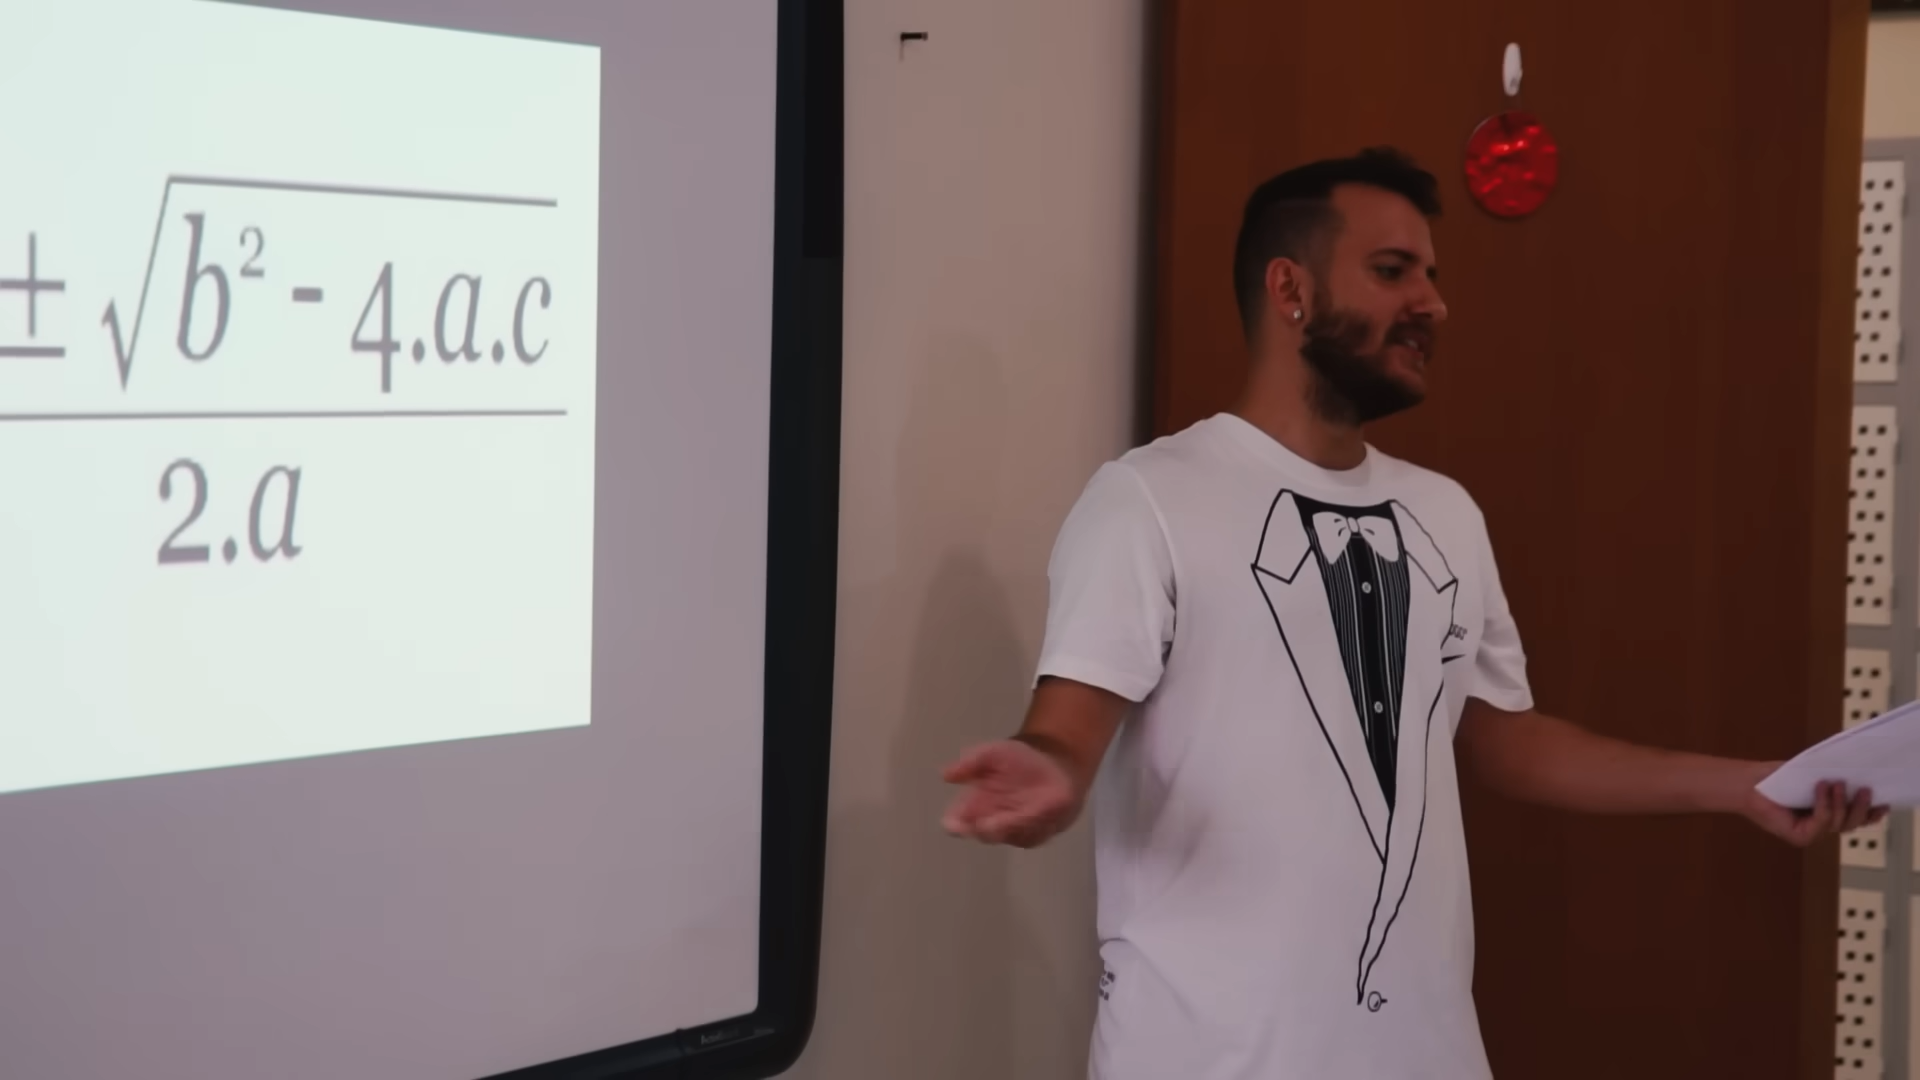 ± √b² - 4.a.c
2.a